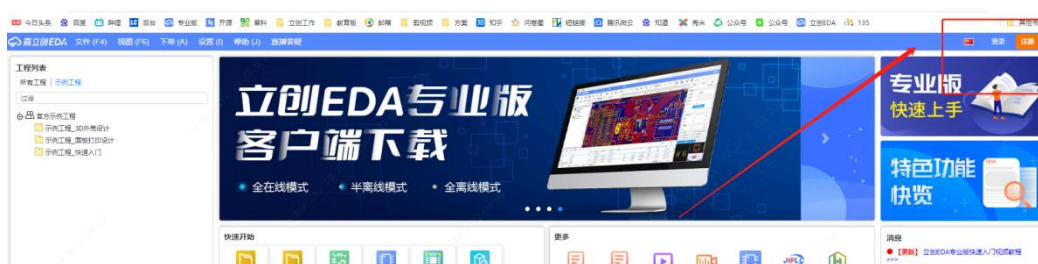 今日头条 百度 哔哩 后台 专业版 开源 幕料 立创工作 教育版 邮箱 剪视频 方案 知乎 问卷星 短链接 腾讯微云 知道 秀米 公众号 公众号 立创EDA 135
嘉立创EDA 文件 (F4) 视图 (F6) 下单 (A) 设置 (I) 帮助 (J) 直播答疑 登录 注册
工程列表
所有工程 | 示例工程
过滤
官方示例工程
示例工程_3D外壳设计
示例工程_面板打印设计
示例工程_快速入门
立创EDA专业版
客户端下载
• 全在线模式 • 半离线模式 • 全离线模式
专业版
快速上手
特色功能
快览
NEW
快速开始
更多
JLPLC
消息
【更新】 立创EDA专业版快速入门视频教程
>>>